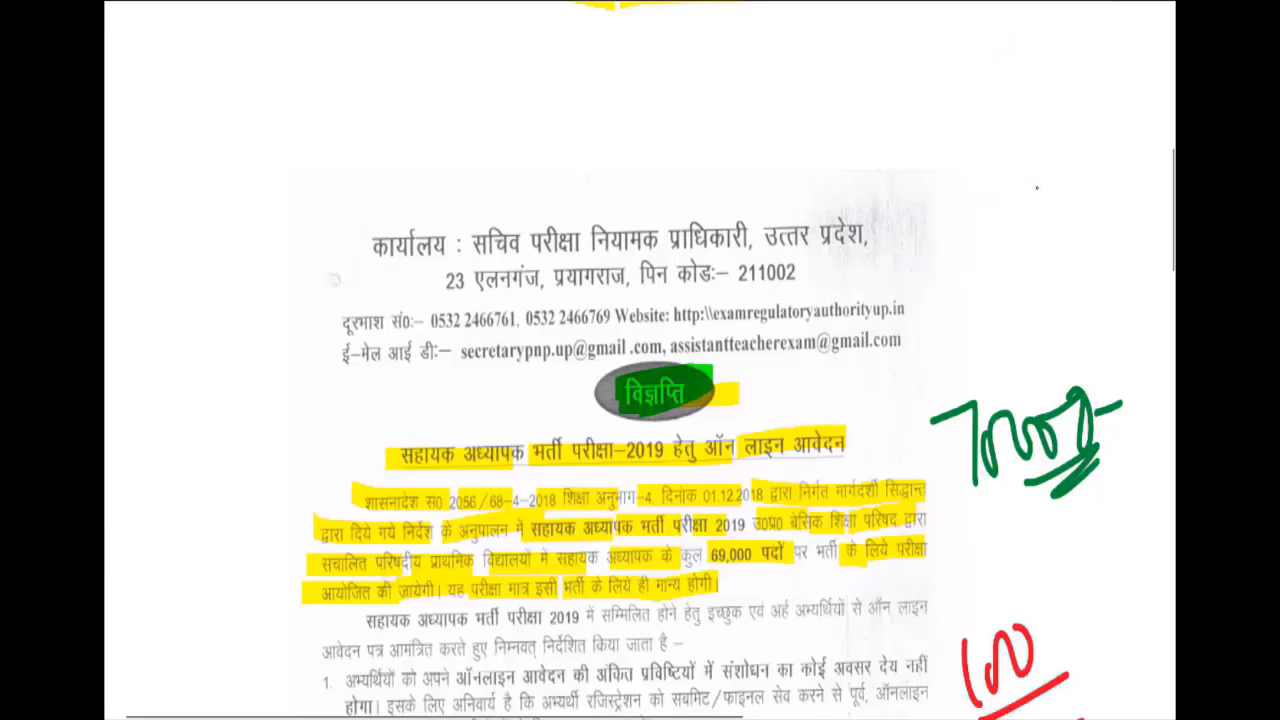 कार्यालय : सचिव परीक्षा नियामक प्राधिकारी, उत्तर प्रदेश,
23 एलनगंज, प्रयागराज, पिन कोडः– 211002
दूरभाश सं०:– 0532 2466761, 0532 2466769 Website: http:\\examregulatoryauthorityup.in
ई–मेल आई डीः– secretarypnp.up@gmail .com, assistantteacherexam@gmail.com
विज्ञप्ति
सहायक अध्यापक भर्ती परीक्षा–2019 हेतु ऑन लाइन आवेदन
शासनादेश स0 2056/68-4-2018 शिक्षा अनुभाग-4 दिनांक 01.12.2018 द्वारा निर्गत मार्गदर्शी सिद्धान्त
द्वारा दिये गये निर्देश के अनुपालन में सहायक अध्यापक भर्ती परीक्षा 2019 उ०प्र० बेसिक शिक्षा परिषद द्वारा
संचालित परिषदीय प्राथमिक विद्यालयों में सहायक अध्यापक के कुल 69,000 पदों पर भर्ती के लिये परीक्षा
आयोजित की जायेगी। यह परीक्षा मात्र इसी भर्ती के लिये ही मान्य होगी।
सहायक अध्यापक भर्ती परीक्षा 2019 में सम्मिलित होने हेतु इच्छुक एवं अर्ह अभ्यर्थियों से ऑन लाइन
आवेदन पत्र आमंत्रित करते हुए निम्नवत् निर्देशित किया जाता है –
1. अभ्यर्थियों को अपने ऑनलाइन आवेदन की अंकित प्रविष्टियों में संशोधन का कोई अवसर देय नहीं
होगा। इसके लिए अनिवार्य है कि अभ्यर्थी रजिस्ट्रेशन को सबमिट/फाइनल सेव करने से पूर्व, ऑनलाइन
100